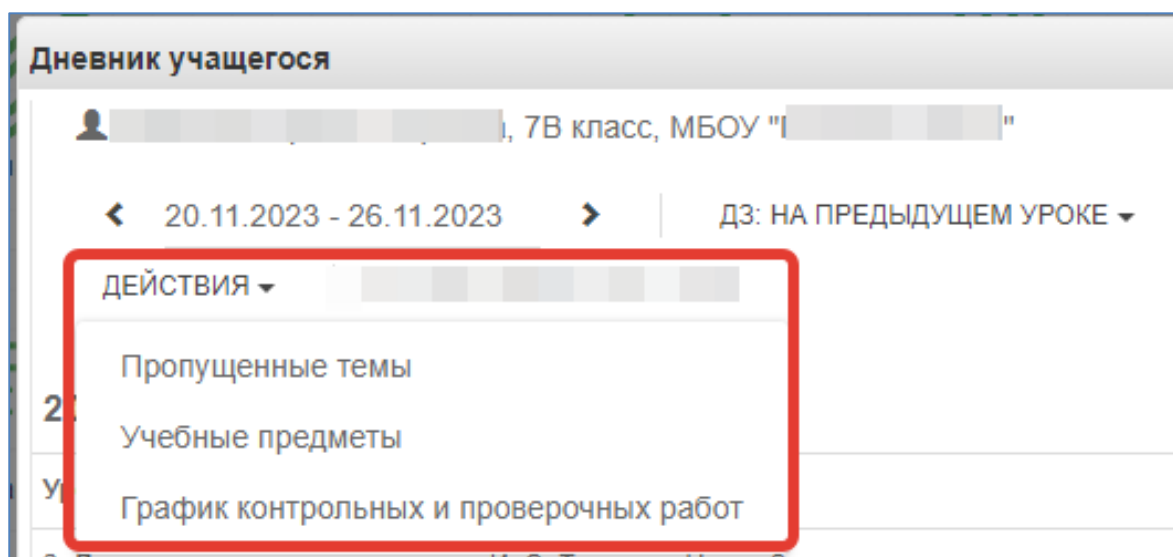 Дневник учащегося
, 7В класс, МБОУ "
"
20.11.2023 - 26.11.2023 ДЗ: НА ПРЕДЫДУЩЕМ УРОКЕ
ДЕЙСТВИЯ
Пропущенные темы
Учебные предметы
График контрольных и проверочных работ